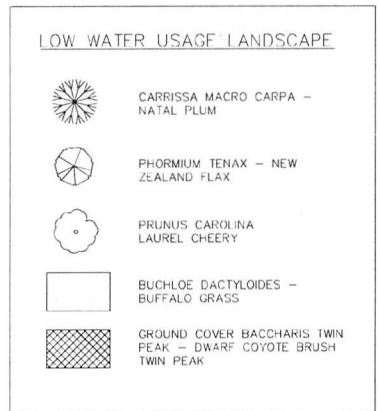 LOW WATER USAGE LANDSCAPE
CARRISSA MACRO CARPA –
NATAL PLUM
PHORMIUM TENAX – NEW
ZEALAND FLAX
PRUNUS CAROLINA
LAUREL CHEERY
BUCHLOE DACTYLOIDES –
BUFFALO GRASS
GROUND COVER BACCHARIS TWIN
PEAK – DWARF COYOTE BRUSH
TWIN PEAK